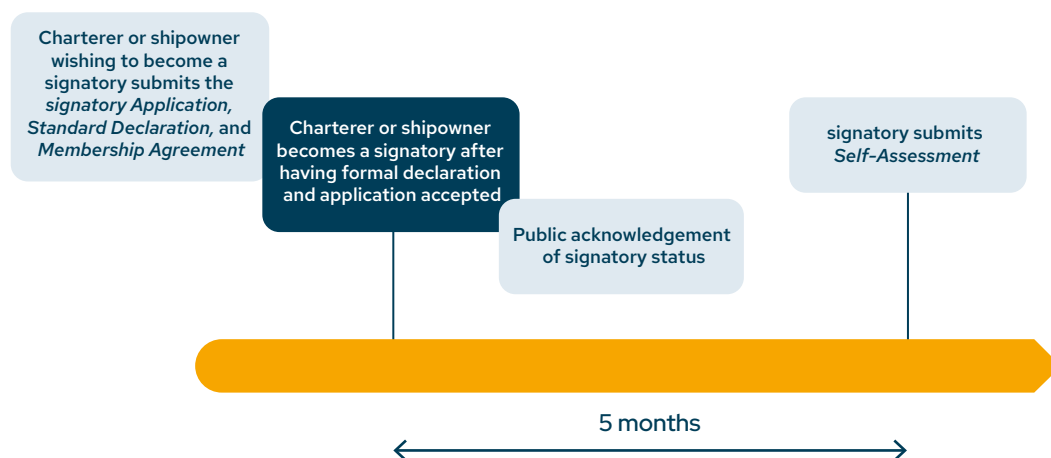 Charterer or shipowner
wishing to become a
signatory submits the
signatory Application,
Standard Declaration, and
Membership Agreement
Charterer or shipowner
becomes a signatory after
having formal declaration
and application accepted
Public acknowledgement
of signatory status
signatory submits
Self-Assessment
5 months